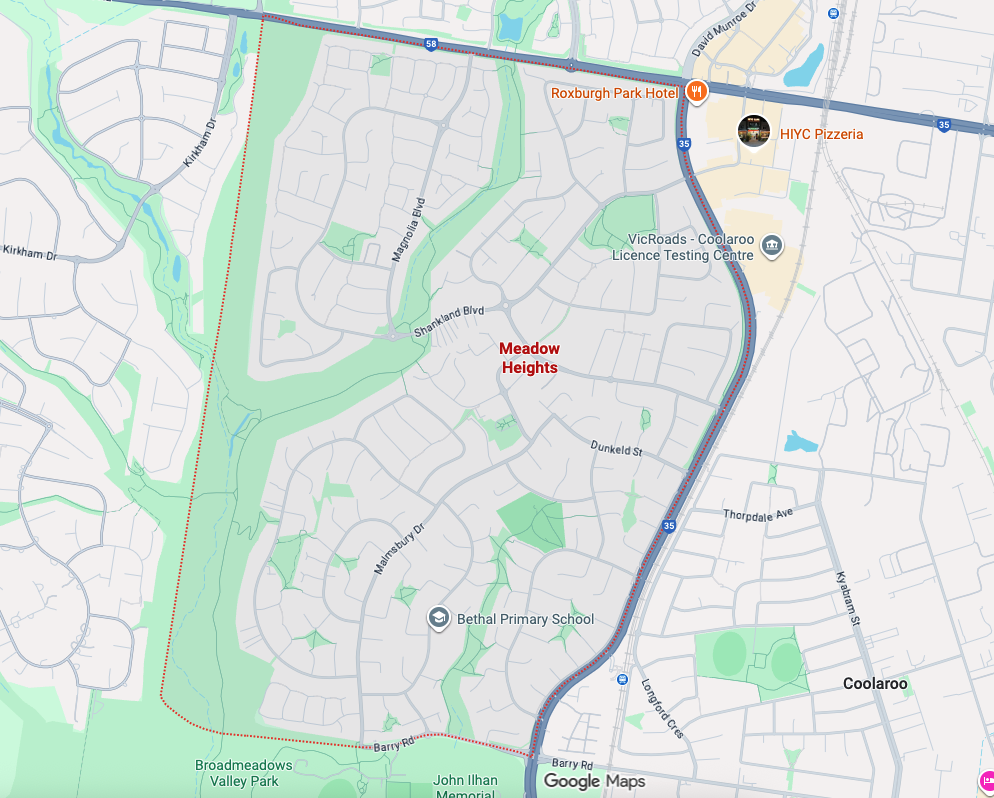 58
David Munroe Dr
Roxburgh Park Hotel
35
HIYC Pizzeria
35
Kirkham Dr
Kirkham Dr
Magnolia Blvd
VicRoads - Coolaroo
Licence Testing Centre
Shankland Blvd
Meadow
Heights
Dunkeld St
35
Thorpdale Ave
Malmsbury Dr
Kyabram St
Bethal Primary School
Coolaroo
Longford Cres
Barry Rd
Barry Rd
Broadmeadows
Valley Park
John Ilhan
Memorial
Google Maps